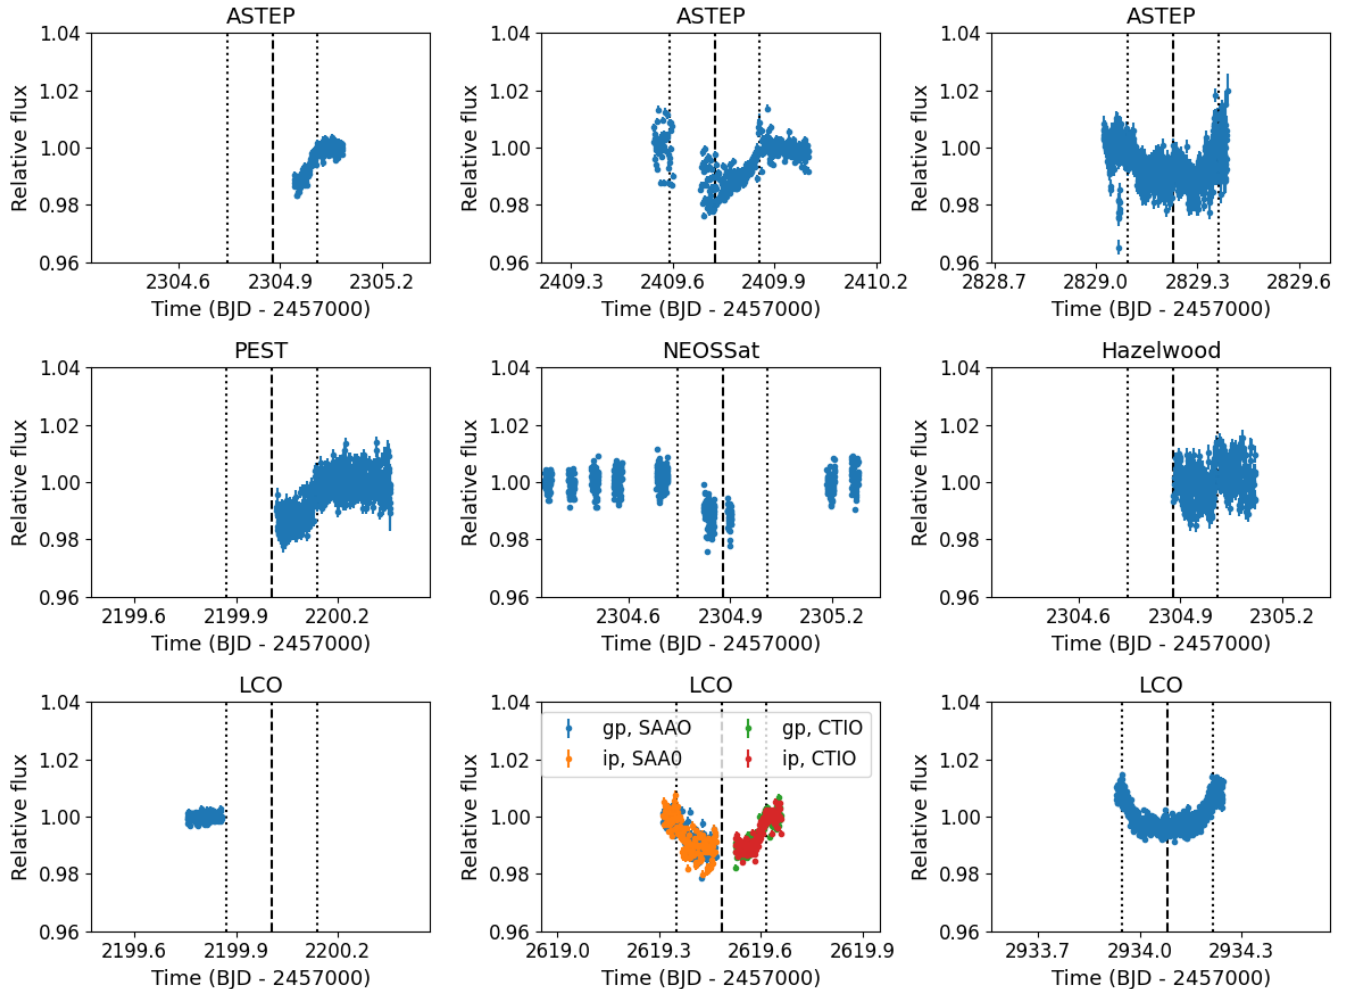 ASTEP
ASTEP
ASTEP
1.04
1.02
1.00
0.98
0.96
Relative flux
2304.6
2304.9
2305.2
Time (BJD - 2457000)
1.04
1.02
1.00
0.98
0.96
Relative flux
2409.3
2409.6
2409.9
2410.2
Time (BJD - 2457000)
1.04
1.02
1.00
0.98
0.96
Relative flux
2828.7
2829.0
2829.3
2829.6
Time (BJD - 2457000)
PEST
NEOSSat
Hazelwood
1.04
1.02
1.00
0.98
0.96
Relative flux
2199.6
2199.9
2200.2
Time (BJD - 2457000)
1.04
1.02
1.00
0.98
0.96
Relative flux
2304.6
2304.9
2305.2
Time (BJD - 2457000)
1.04
1.02
1.00
0.98
0.96
Relative flux
2304.6
2304.9
2305.2
Time (BJD - 2457000)
LCO
LCO
LCO
1.04
1.02
1.00
0.98
0.96
Relative flux
2199.6
2199.9
2200.2
Time (BJD - 2457000)
1.04
1.02
1.00
0.98
0.96
Relative flux
gp, SAAO
ip, SAA0
gp, CTIO
ip, CTIO
2619.0
2619.3
2619.6
2619.9
Time (BJD - 2457000)
1.04
1.02
1.00
0.98
0.96
Relative flux
2933.7
2934.0
2934.3
Time (BJD - 2457000)